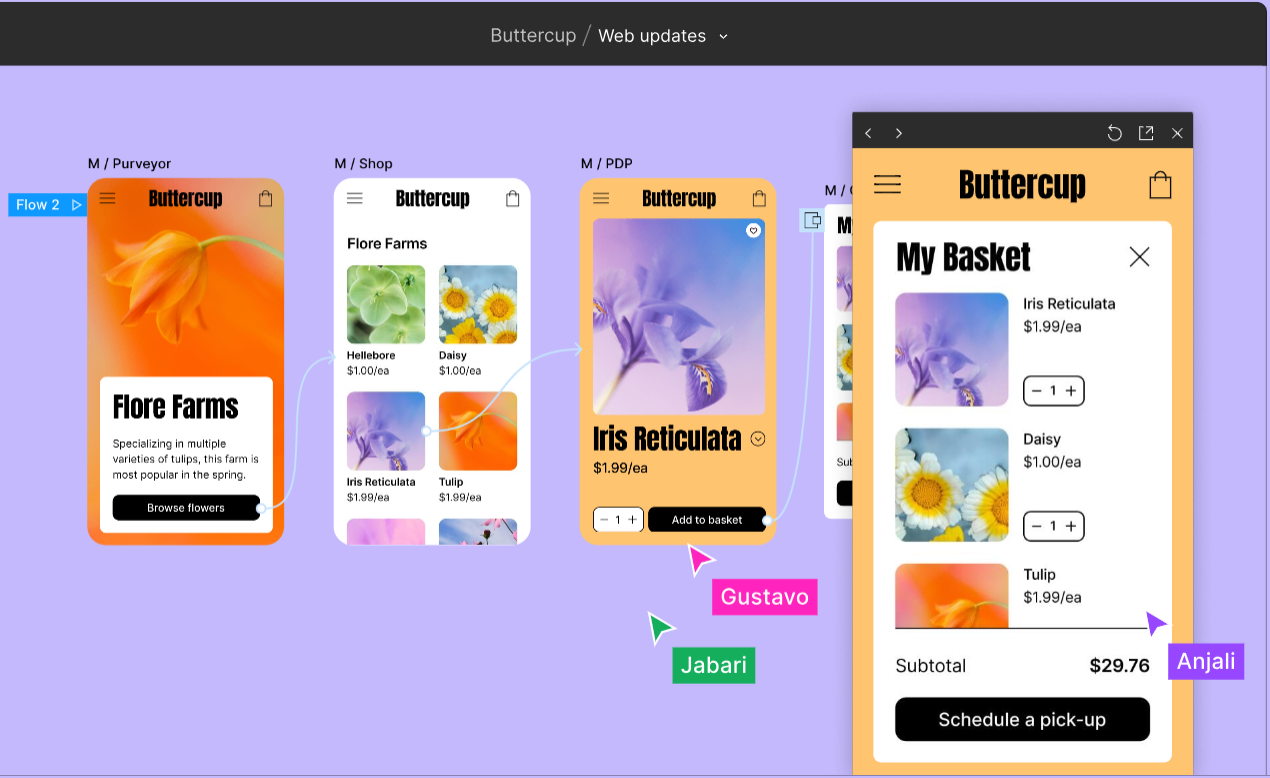 Buttercup / Web updates
M / Purveyor
Flow 2
Buttercup
Flore Farms
Specializing in multiple
varieties of tulips, this farm is
most popular in the spring.
Browse flowers
M / Shop
Buttercup
Flore Farms
Hellebore
$1.00/ea
Daisy
$1.00/ea
Iris Reticulata
$1.99/ea
Tulip
$1.99/ea
M / PDP
Buttercup
Iris Reticulata
$1.99/ea
− 1 +
Add to basket
M /
Buttercup
My Basket
Iris Reticulata
$1.99/ea
− 1 +
Daisy
$1.00/ea
− 1 +
Tulip
$1.99/ea
Subtotal
$29.76
Schedule a pick-up
Gustavo
Jabari
Anjali